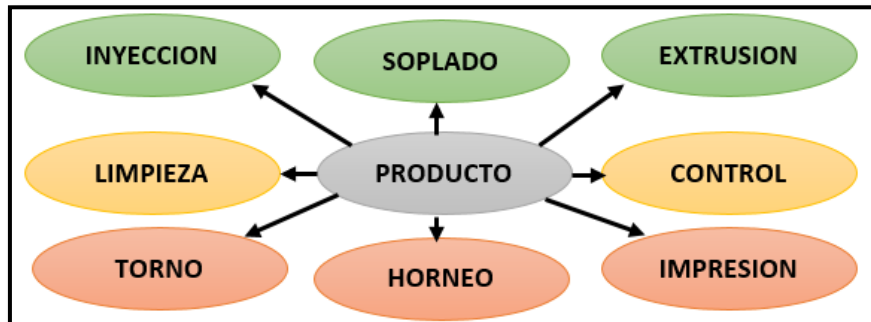 INYECCION
SOPLADO
EXTRUSION
LIMPIEZA
PRODUCTO
CONTROL
TORNO
HORNEO
IMPRESION